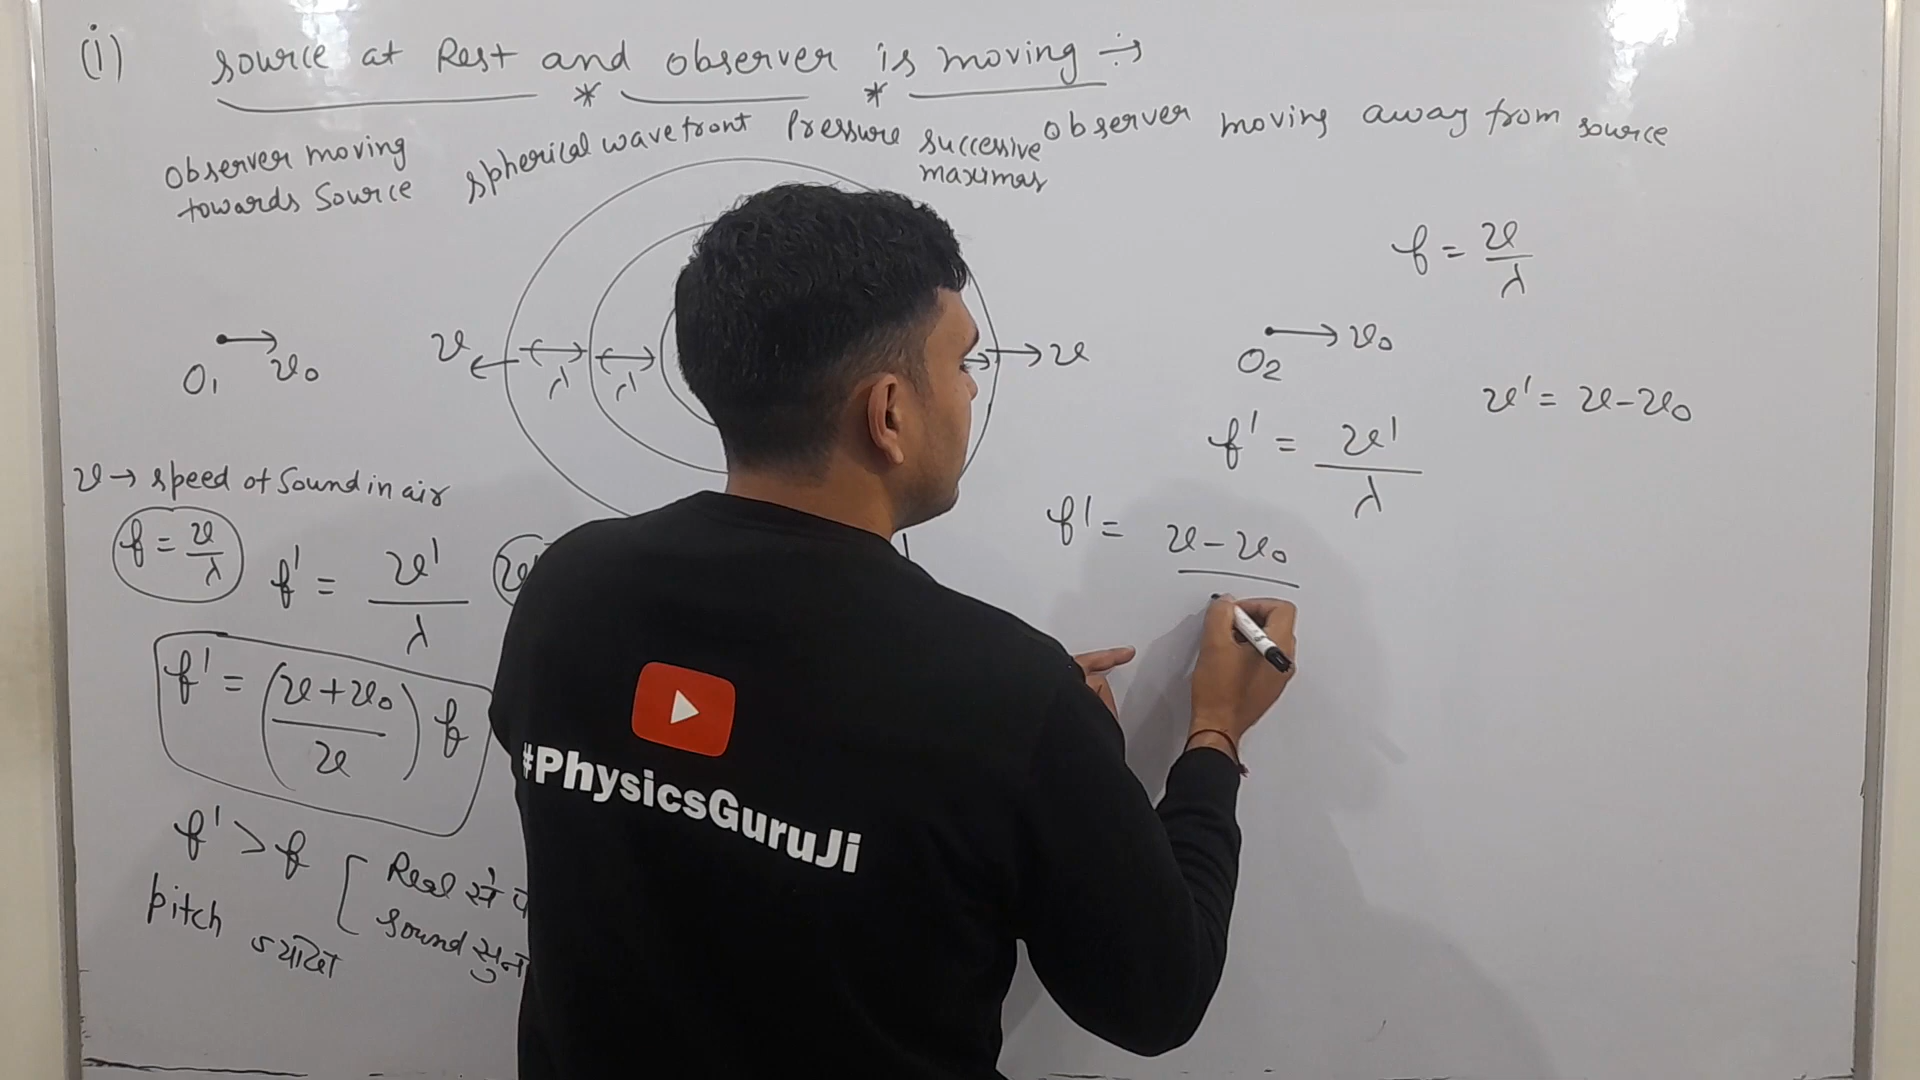 (i) source at Rest and observer is moving ÷→
* *
observer moving
towards Source
spherical wavefront
Pressure successive
maximas
observer moving away from source
f = v/λ
O₁ → v₀
v ← λ λ → v
O₂ → v₀
v' = v-v₀
f' = v'/λ
v → speed of Sound in air
f = v/λ
f' = v'/λ
f' = v-v₀
f' = (v+v₀/v) f
f' > f
[ Real से
sound
pitch ज्यादा
#PhysicsGuruJi